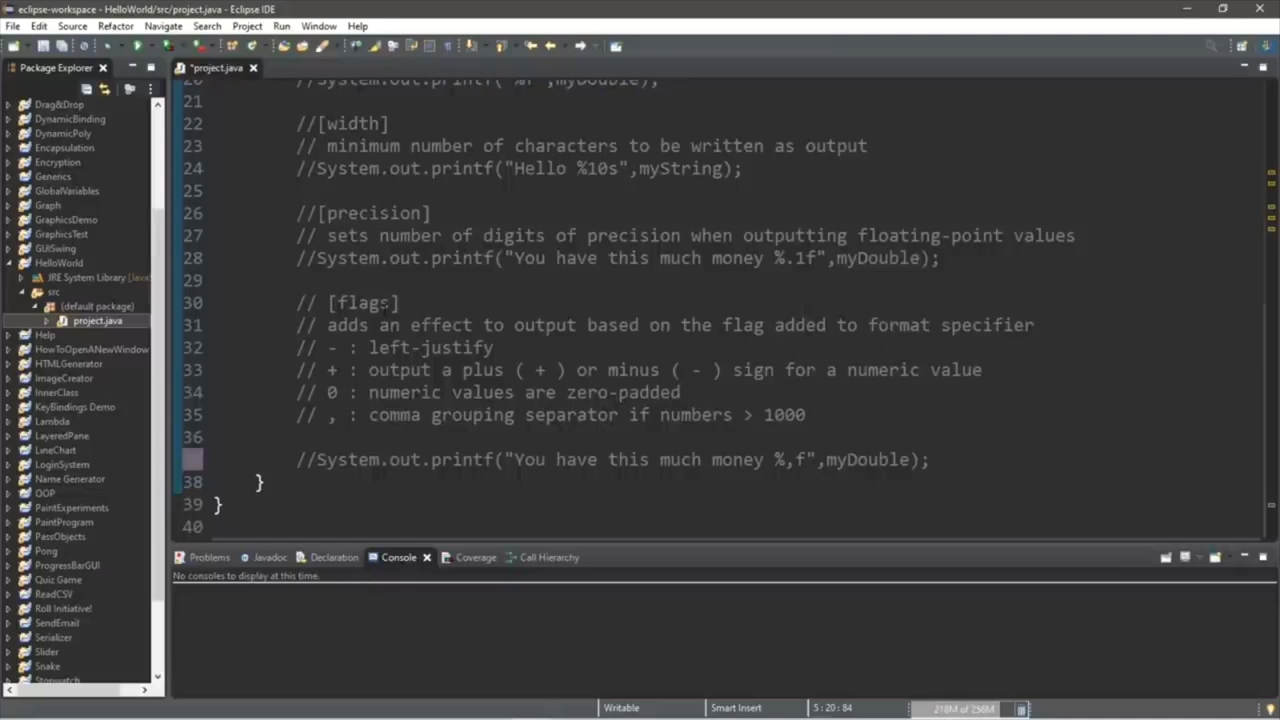 eclipse-workspace - HelloWorld/src/project.java - Eclipse IDE
File Edit Source Refactor Navigate Search Project Run Window Help
Package Explorer
*project.java
Drag&Drop
DynamicBinding
DynamicPoly
Encapsulation
Encryption
Generics
GlobalVariables
Graph
GraphicsDemo
GraphicsTest
GUISwing
HelloWorld
JRE System Library [Java
src
(default package)
project.java
Help
HowToOpenANewWindow
HTMLGenerator
ImageCreator
InnerClass
KeyBindings Demo
Lambda
LayeredPane
LineChart
LoginSystem
Name Generator
OOP
PaintExperiments
PaintProgram
PassObjects
Pong
ProgressBarGUI
Quiz Game
ReadCSV
Roll Initiative!
SendEmail
Serializer
Slider
Snake
Stopwatch
20 //System.out.printf("%f",myDouble);
21
22 //[width]
23 // minimum number of characters to be written as output
24 //System.out.printf("Hello %10s",myString);
25
26 //[precision]
27 // sets number of digits of precision when outputting floating-point values
28 //System.out.printf("You have this much money %.1f",myDouble);
29
30 // [flags]
31 // adds an effect to output based on the flag added to format specifier
32 // - : left-justify
33 // + : output a plus ( + ) or minus ( - ) sign for a numeric value
34 // 0 : numeric values are zero-padded
35 // , : comma grouping separator if numbers > 1000
36
//System.out.printf("You have this much money %,f",myDouble);
38 }
39 }
40
Problems Javadoc Declaration Console Coverage Call Hierarchy
No consoles to display at this time.
Writable Smart Insert 5 : 20 : 84 218M of 256M